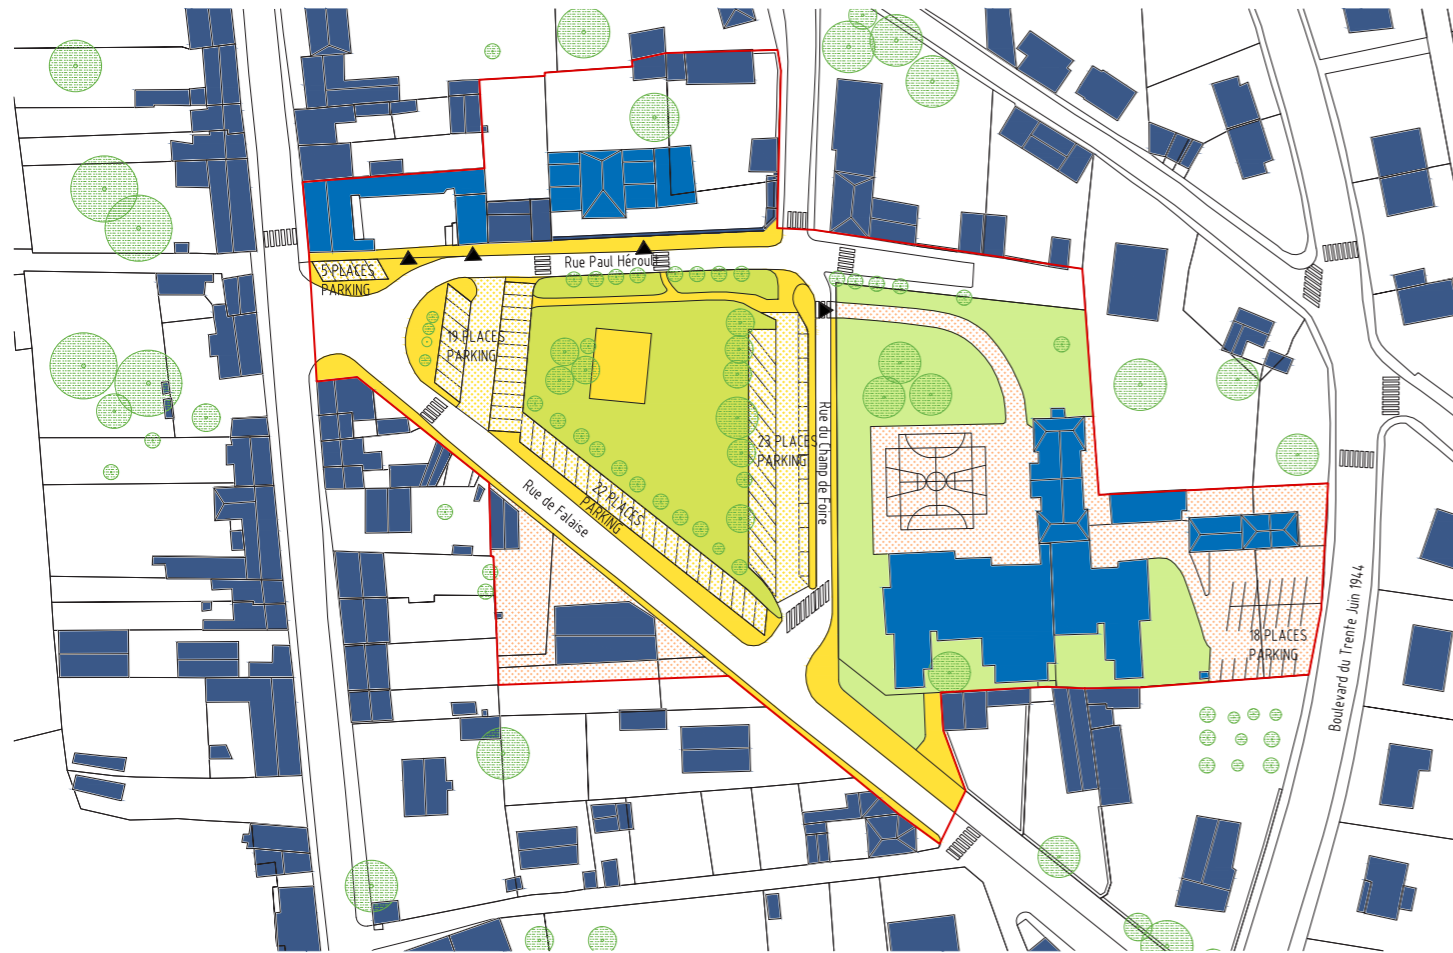 Rue Paul Héroult
5 PLACES
PARKING
19 PLACES
PARKING
23 PLACES
PARKING
Rue du Champ de Foire
22 PLACES
PARKING
Rue de Falaise
18 PLACES
PARKING
Boulevard du Trente Juin 1944